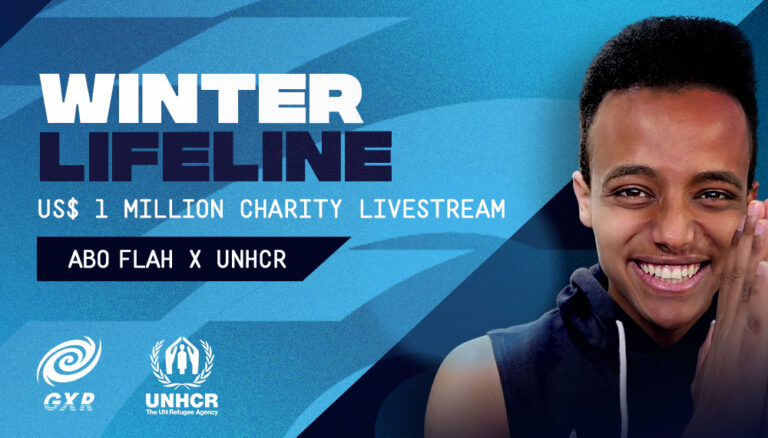 WINTER
LIFELINE
US$ 1 MILLION CHARITY LIVESTREAM
ABO FLAH X UNHCR
GXR
UNHCR
The UN Refugee Agency